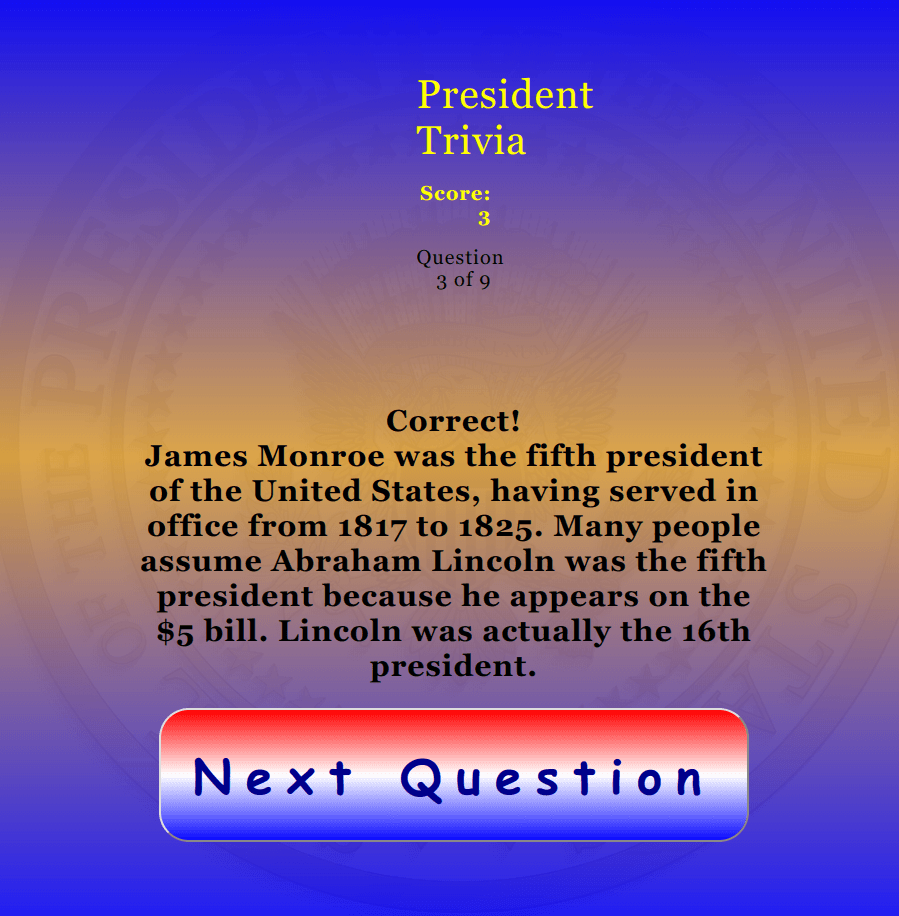 President
Trivia
Score:
3
Question
3 of 9
Correct!
James Monroe was the fifth president
of the United States, having served in
office from 1817 to 1825. Many people
assume Abraham Lincoln was the fifth
president because he appears on the
$5 bill. Lincoln was actually the 16th
president.
Next Question